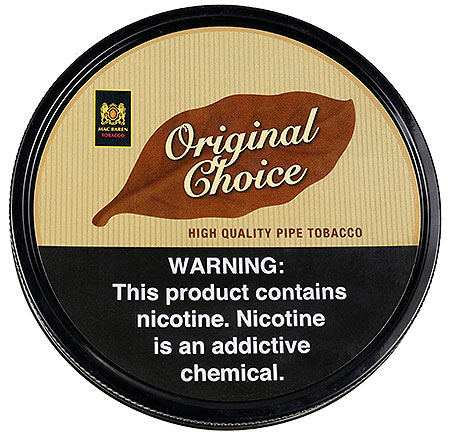 MAC BAREN
TOBACCO
Original
Choice
HIGH QUALITY PIPE TOBACCO
WARNING:
This product contains
nicotine. Nicotine
is an addictive
chemical.